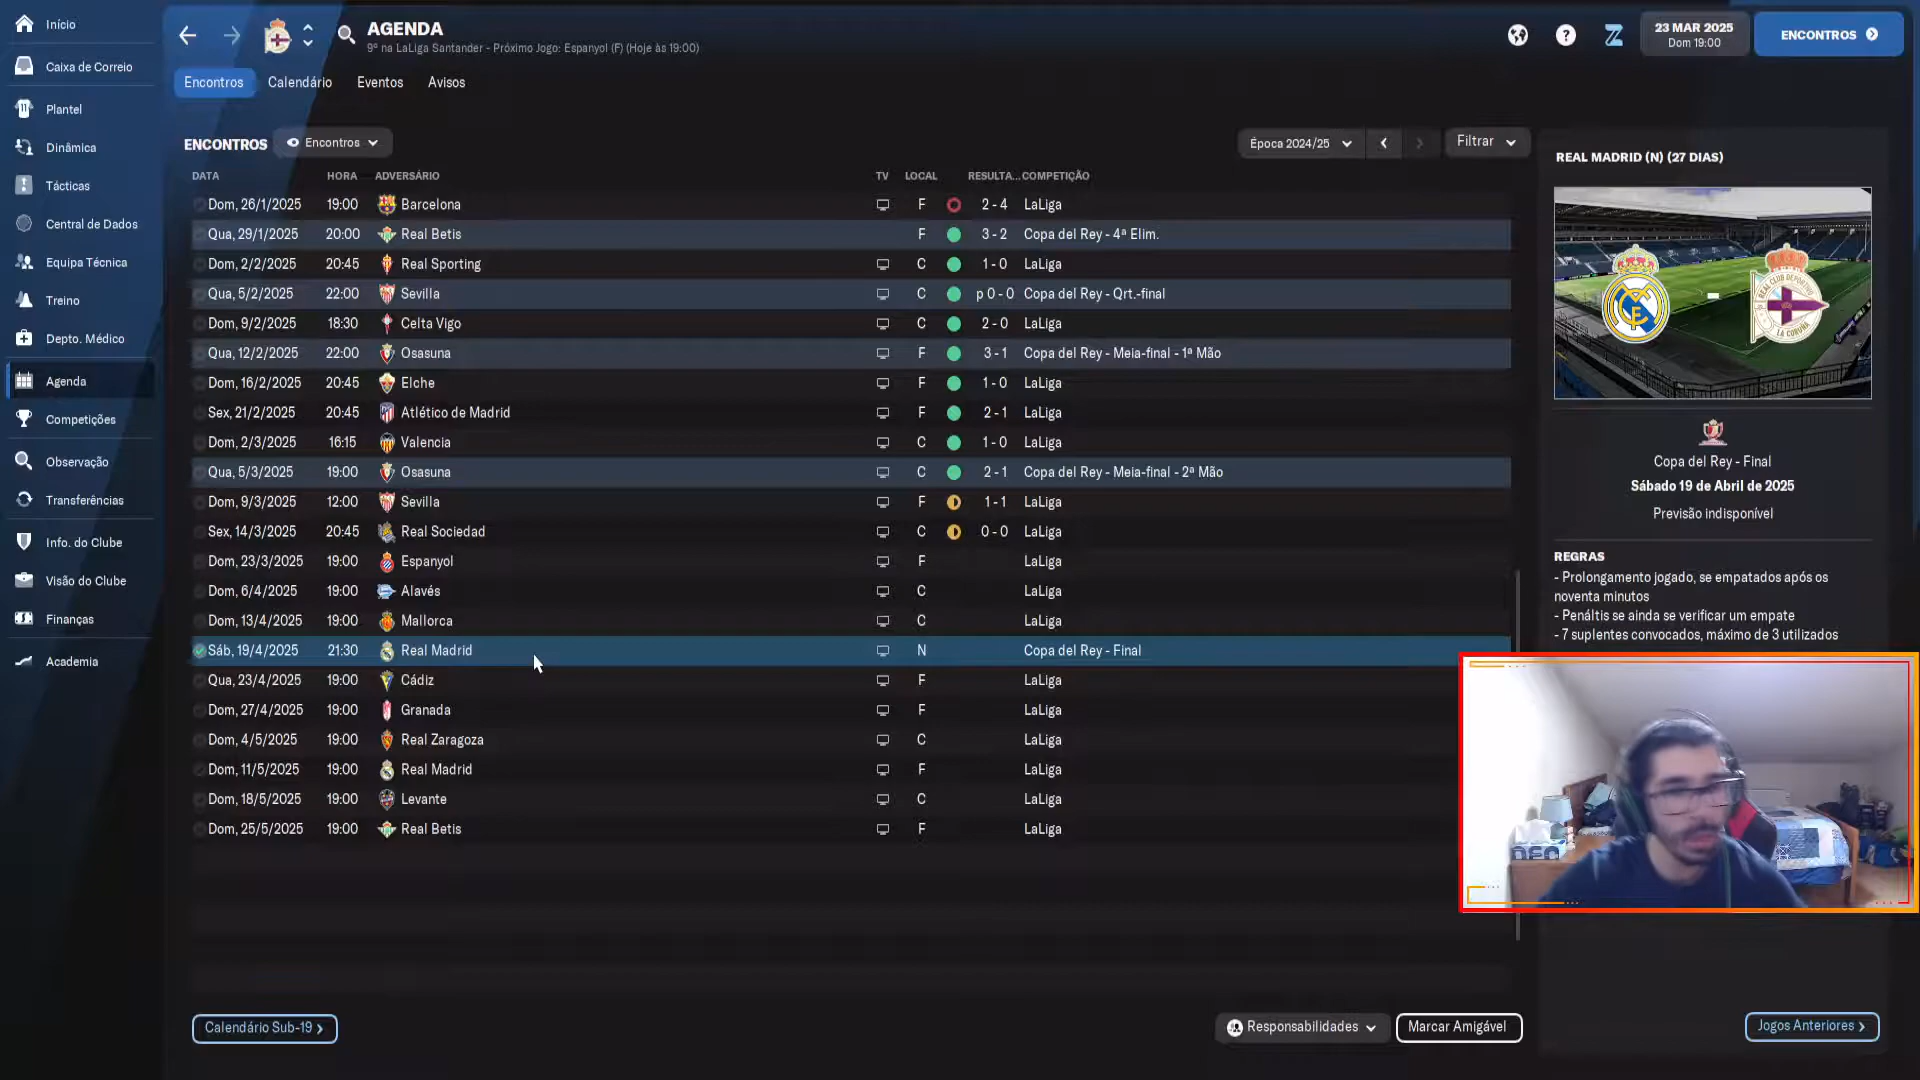 Início
Caixa de Correio
Plantel
Dinâmica
Tácticas
Central de Dados
Equipa Técnica
Treino
Depto. Médico
Agenda
Competições
Observação
Transferências
Info. do Clube
Visão do Clube
Finanças
Academia
AGENDA
9º na LaLiga Santander - Próximo Jogo: Espanyol (F) (Hoje às 19:00)
23 MAR 2025
Dom 19:00
ENCONTROS
Encontros Calendário Eventos Avisos
ENCONTROS Encontros
Época 2024/25 Filtrar
DATA HORA ADVERSÁRIO TV LOCAL RESULTA... COMPETIÇÃO
Dom, 26/1/2025 19:00 Barcelona F 2 - 4 LaLiga
Qua, 29/1/2025 20:00 Real Betis F 3 - 2 Copa del Rey - 4ª Elim.
Dom, 2/2/2025 20:45 Real Sporting C 1 - 0 LaLiga
Qua, 5/2/2025 22:00 Sevilla C p 0 - 0 Copa del Rey - Qrt.-final
Dom, 9/2/2025 18:30 Celta Vigo C 2 - 0 LaLiga
Qua, 12/2/2025 22:00 Osasuna F 3 - 1 Copa del Rey - Meia-final - 1ª Mão
Dom, 16/2/2025 20:45 Elche F 1 - 0 LaLiga
Sex, 21/2/2025 20:45 Atlético de Madrid F 2 - 1 LaLiga
Dom, 2/3/2025 16:15 Valencia C 1 - 0 LaLiga
Qua, 5/3/2025 19:00 Osasuna C 2 - 1 Copa del Rey - Meia-final - 2ª Mão
Dom, 9/3/2025 12:00 Sevilla F 1 - 1 LaLiga
Sex, 14/3/2025 20:45 Real Sociedad C 0 - 0 LaLiga
Dom, 23/3/2025 19:00 Espanyol F LaLiga
Dom, 6/4/2025 19:00 Alavés C LaLiga
Dom, 13/4/2025 19:00 Mallorca C LaLiga
Sáb, 19/4/2025 21:30 Real Madrid N Copa del Rey - Final
Qua, 23/4/2025 19:00 Cádiz F LaLiga
Dom, 27/4/2025 19:00 Granada F LaLiga
Dom, 4/5/2025 19:00 Real Zaragoza C LaLiga
Dom, 11/5/2025 19:00 Real Madrid F LaLiga
Dom, 18/5/2025 19:00 Levante C LaLiga
Dom, 25/5/2025 19:00 Real Betis F LaLiga
REAL MADRID (N) (27 DIAS)
Copa del Rey - Final
Sábado 19 de Abril de 2025
Previsão indisponível
REGRAS
- Prolongamento jogado, se empatados após os
noventa minutos
- Penáltis se ainda se verificar um empate
- 7 suplentes convocados, máximo de 3 utilizados
Calendário Sub-19
Responsabilidades
Marcar Amigável
Jogos Anteriores